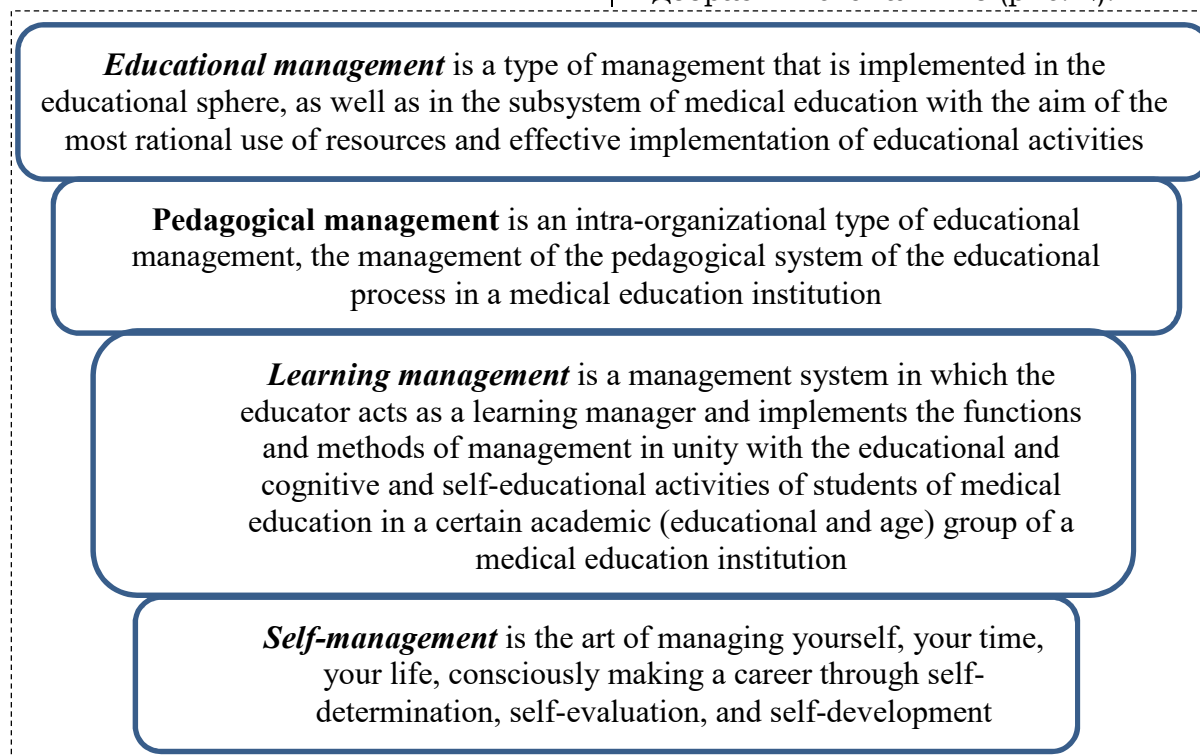 Educational management is a type of management that is implemented in the
educational sphere, as well as in the subsystem of medical education with the aim of the
most rational use of resources and effective implementation of educational activities
Pedagogical management is an intra-organizational type of educational
management, the management of the pedagogical system of the educational
process in a medical education institution
Learning management is a management system in which the
educator acts as a learning manager and implements the functions
and methods of management in unity with the educational and
cognitive and self-educational activities of students of medical
education in a certain academic (educational and age) group of a
medical education institution
Self-management is the art of managing yourself, your time,
your life, consciously making a career through self-
determination, self-evaluation, and self-development